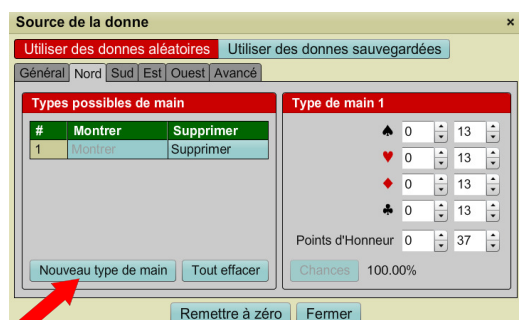 Source de la donne ×
Utiliser des donnes aléatoires Utiliser des donnes sauvegardées
Général Nord Sud Est Ouest Avancé
Types possibles de main
# Montrer Supprimer
1 Montrer Supprimer
Nouveau type de main Tout effacer
Type de main 1
♠ 0 13
♥ 0 13
♦ 0 13
♣ 0 13
Points d'Honneur 0 37
Chances 100.00%
Remettre à zéro Fermer